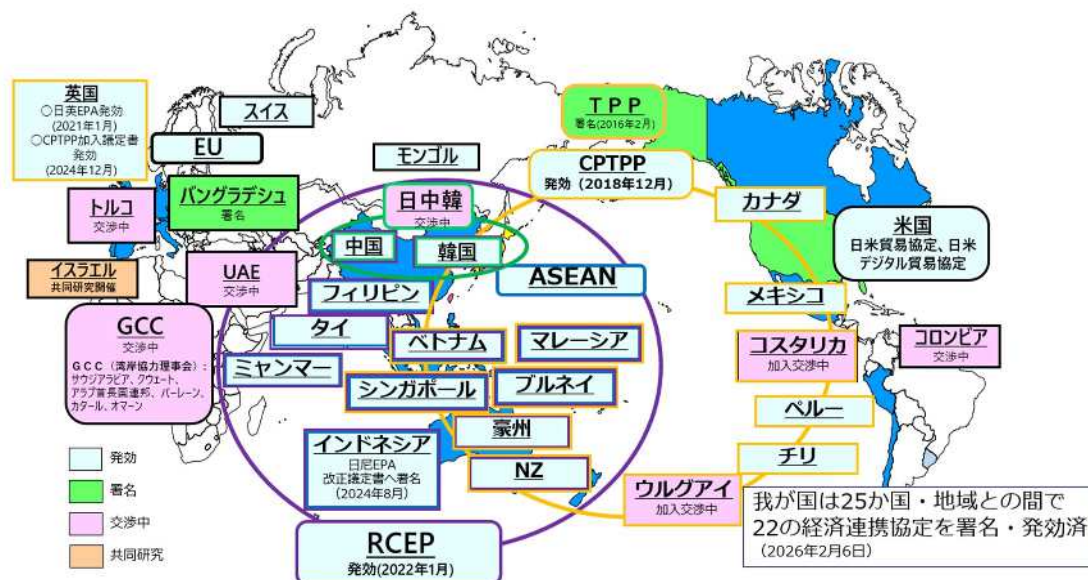 英国
○日英EPA発効
(2021年1月)
○CPTPP加入議定書
発効
(2024年12月)
スイス
EU
モンゴル
TPP
署名(2016年2月)
CPTPP
発効（2018年12月）
トルコ
交渉中
バングラデシュ
署名
日中韓
交渉中
カナダ
米国
日米貿易協定、日米
デジタル貿易協定
中国
韓国
イスラエル
共同研究開催
UAE
交渉中
ASEAN
フィリピン
メキシコ
GCC
交渉中
GCC（湾岸協力理事会）:
サウジアラビア、クウェート、
アラブ首長国連邦、バーレーン、
カタール、オマーン
タイ
ベトナム
マレーシア
コスタリカ
加入交渉中
コロンビア
交渉中
ミャンマー
シンガポール
ブルネイ
ペルー
豪州
インドネシア
日尼EPA
改正議定書へ署名
(2024年8月)
チリ
NZ
ウルグアイ
加入交渉中
発効
署名
交渉中
共同研究
RCEP
発効(2022年1月)
我が国は25か国・地域との間で
22の経済連携協定を署名・発効済
（2026年2月6日）